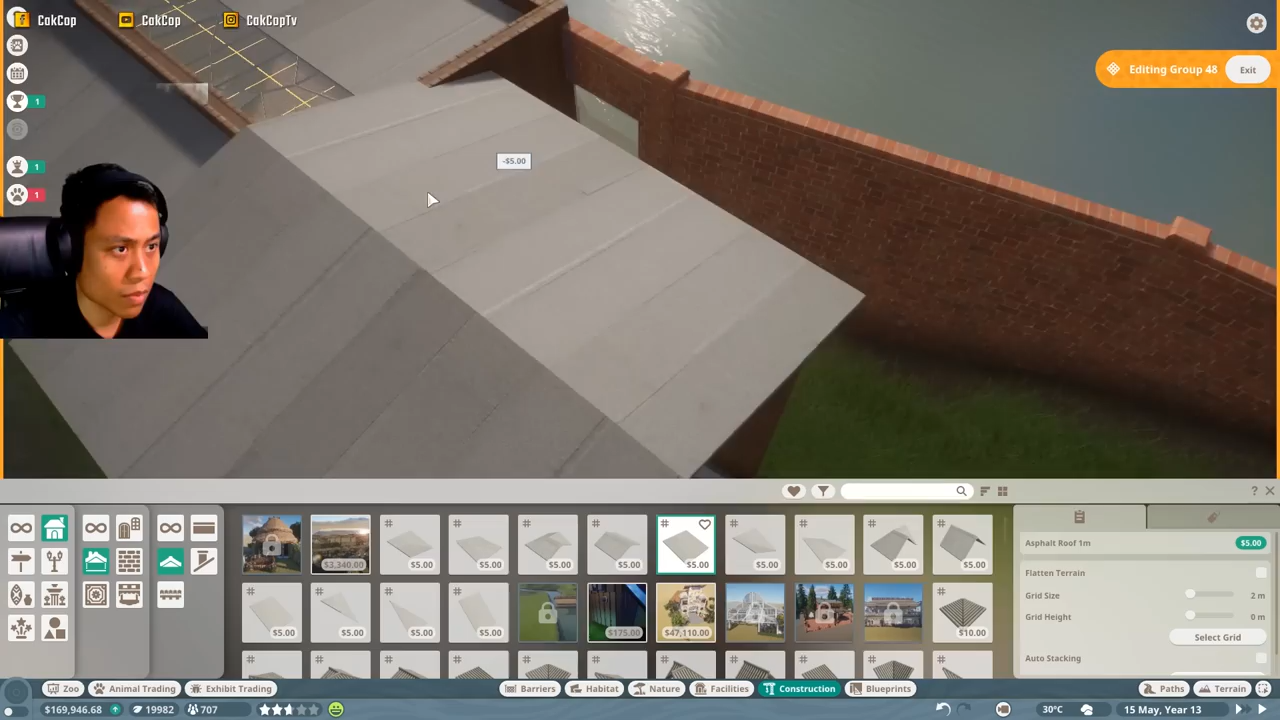 CakCop CakCop CakCopTv
Editing Group 48 Exit
1
1
1
-$5.00
Asphalt Roof 1m $5.00
Flatten Terrain
Grid Size 2 m
Grid Height 0 m
Select Grid
Auto Stacking
$3,340.00 $5.00 $5.00 $5.00 $5.00 $5.00 $5.00 $5.00 $5.00 $5.00
$5.00 $5.00 $5.00 $5.00 $175.00 $47,110.00 $10.00
Zoo Animal Trading Exhibit Trading Barriers Habitat Nature Facilities Construction Blueprints Paths Terrain
$169,946.68 19982 707 30°C 15 May, Year 13